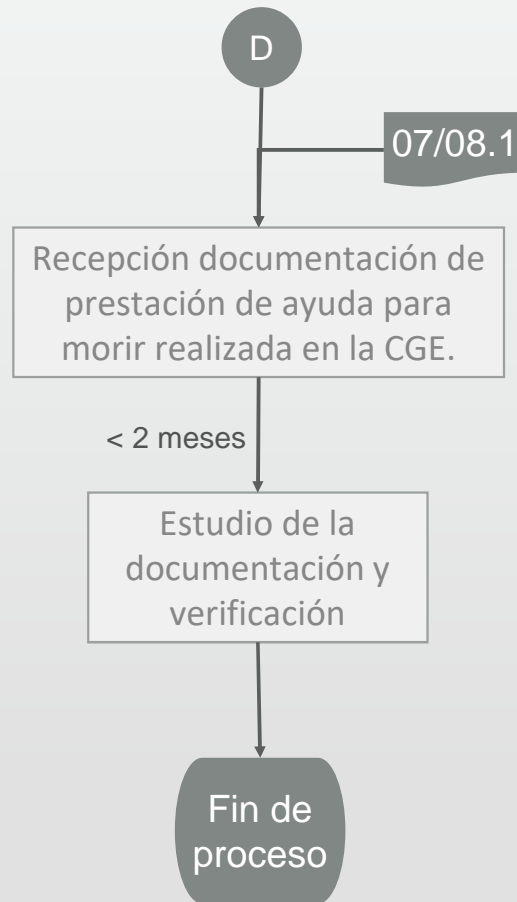 D
07/08.1
Recepción documentación de
prestación de ayuda para
morir realizada en la CGE.
< 2 meses
Estudio de la
documentación y
verificación
Fin de
proceso